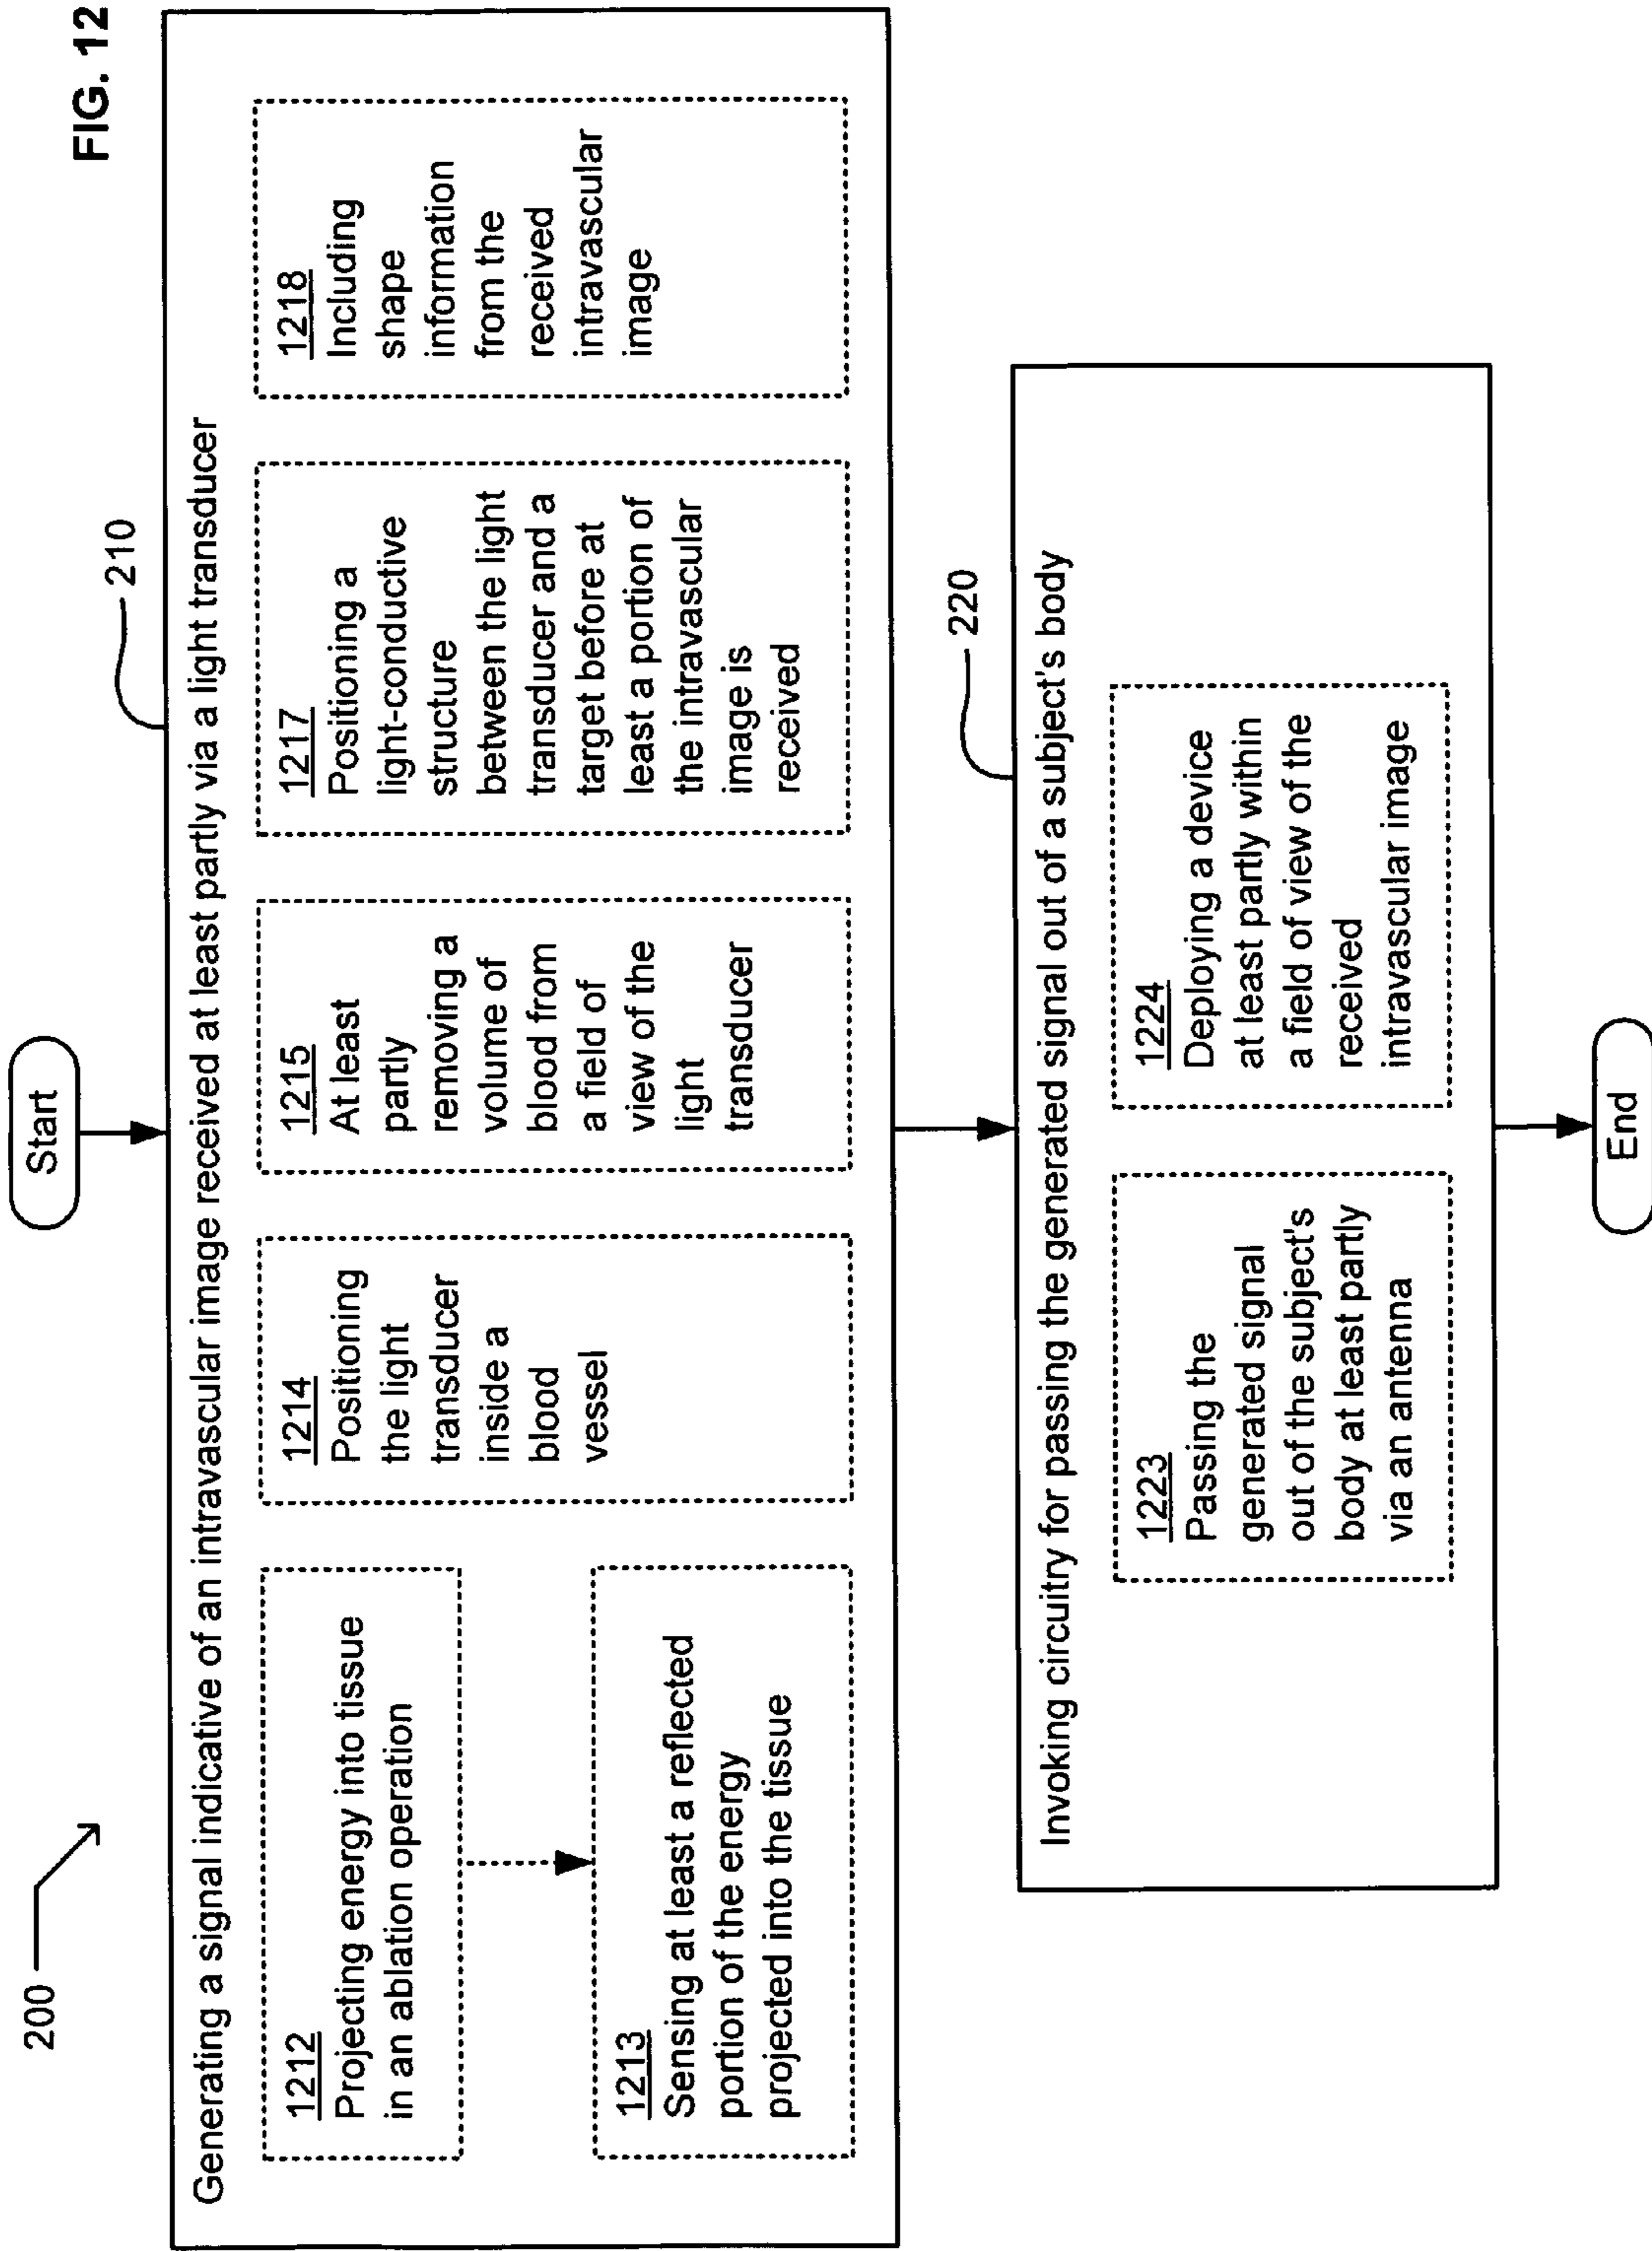 FIG. 12
200
Start
210
Generating a signal indicative of an intravascular image received at least partly via a light transducer
1212
Projecting energy into tissue
in an ablation operation
1213
Sensing at least a reflected
portion of the energy
projected into the tissue
1214
Positioning
the light
transducer
inside a
blood
vessel
1215
At least
partly
removing a
volume of
blood from
a field of
view of the
light
transducer
1217
Positioning a
light-conductive
structure
between the light
transducer and a
target before at
least a portion of
the intravascular
image is
received
1218
Including
shape
information
from the
received
intravascular
image
220
Invoking circuitry for passing the generated signal out of a subject's body
1223
Passing the
generated signal
out of the subject's
body at least partly
via an antenna
1224
Deploying a device
at least partly within
a field of view of the
received
intravascular image
End